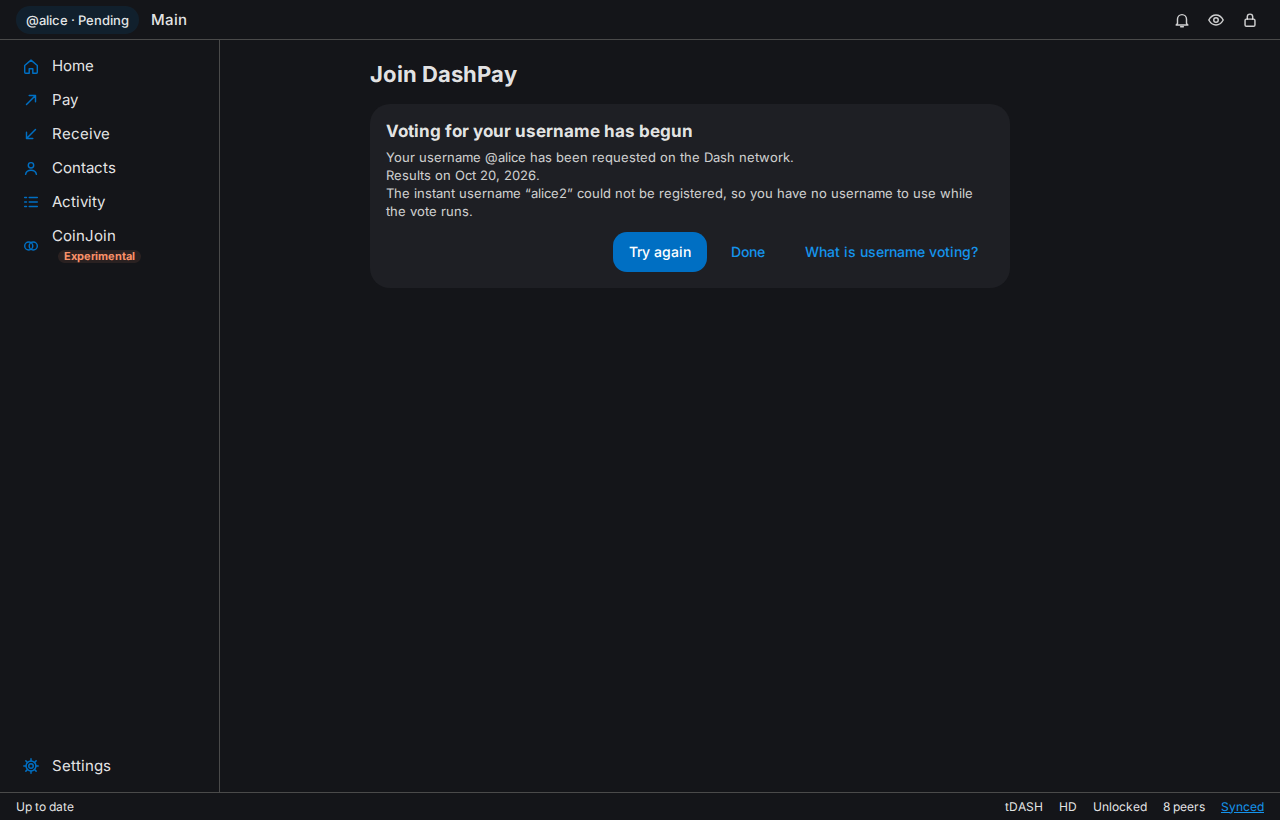 @alice · Pending
Main
Home
Pay
Receive
Contacts
Activity
CoinJoin
Experimental
Settings
Join DashPay
Voting for your username has begun
Your username @alice has been requested on the Dash network.
Results on Oct 20, 2026.
The instant username “alice2” could not be registered, so you have no username to use while
the vote runs.
Try again
Done
What is username voting?
Up to date
tDASH
HD
Unlocked
8 peers
Synced